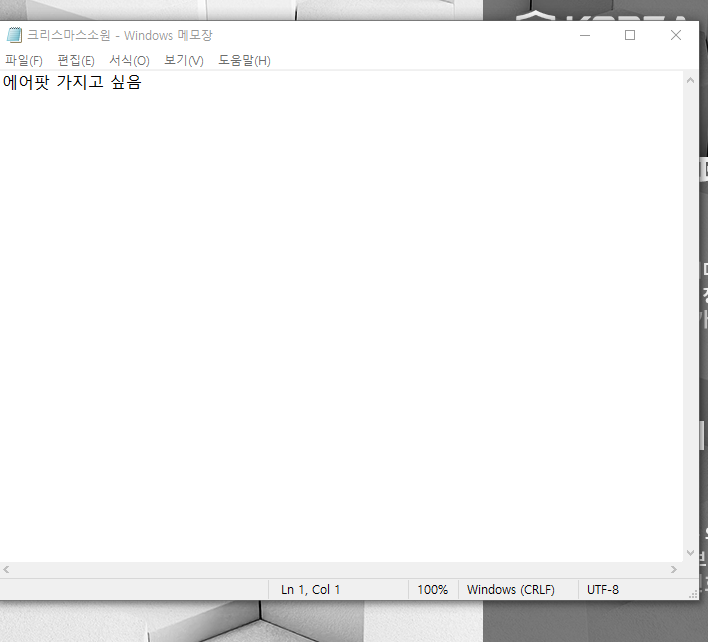 크리스마스소원 - Windows 메모장
파일(F) 편집(E) 서식(O) 보기(V) 도움말(H)
에어팟 가지고 싶음
Ln 1, Col 1 100% Windows (CRLF) UTF-8